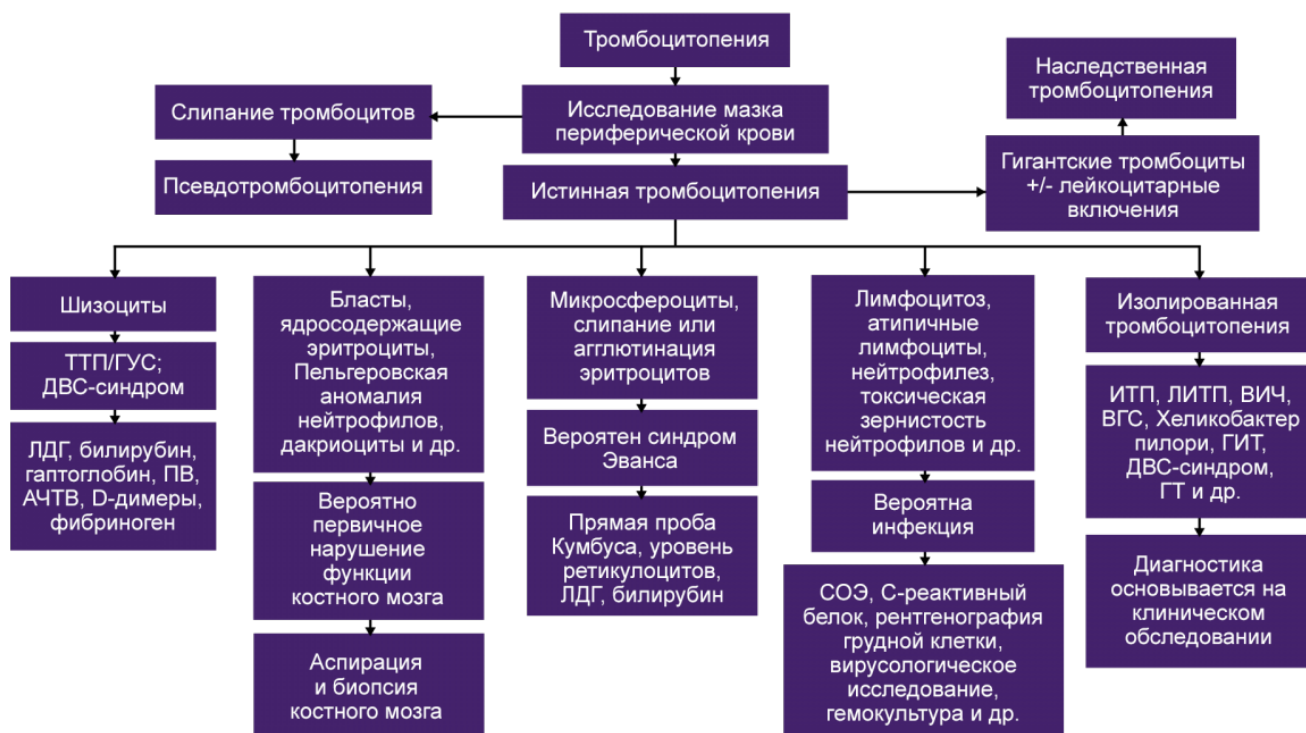 Тромбоцитопения
Слипание тромбоцитов
Исследование мазка
периферической крови
Наследственная
тромбоцитопения
Псевдотромбоцитопения
Истинная тромбоцитопения
Гигантские тромбоциты
+/- лейкоцитарные
включения
Шизоциты
ТТП/ГУС;
ДВС-синдром
ЛДГ, билирубин,
гаптоглобин, ПВ,
АЧТВ, D-димеры,
фибриноген
Бласты,
ядросодержащие
эритроциты,
Пельгеровская
аномалия
нейтрофилов,
дакриоциты и др.
Вероятно
первичное
нарушение
функции
костного мозга
Аспирация
и биопсия
костного мозга
Микросфероциты,
слипание или
агглютинация
эритроцитов
Вероятен синдром
Эванса
Прямая проба
Кумбуса, уровень
ретикулоцитов,
ЛДГ, билирубин
Лимфоцитоз,
атипичные
лимфоциты,
нейтрофилез,
токсическая
зернистость
нейтрофилов и др.
Вероятна
инфекция
СОЭ, С-реактивный
белок, рентгенография
грудной клетки,
вирусологическое
исследование,
гемокультура и др.
Изолированная
тромбоцитопения
ИТП, ЛИТП, ВИЧ,
ВГС, Хеликобактер
пилори, ГИТ,
ДВС-синдром,
ГТ и др.
Диагностика
основывается на
клиническом
обследовании